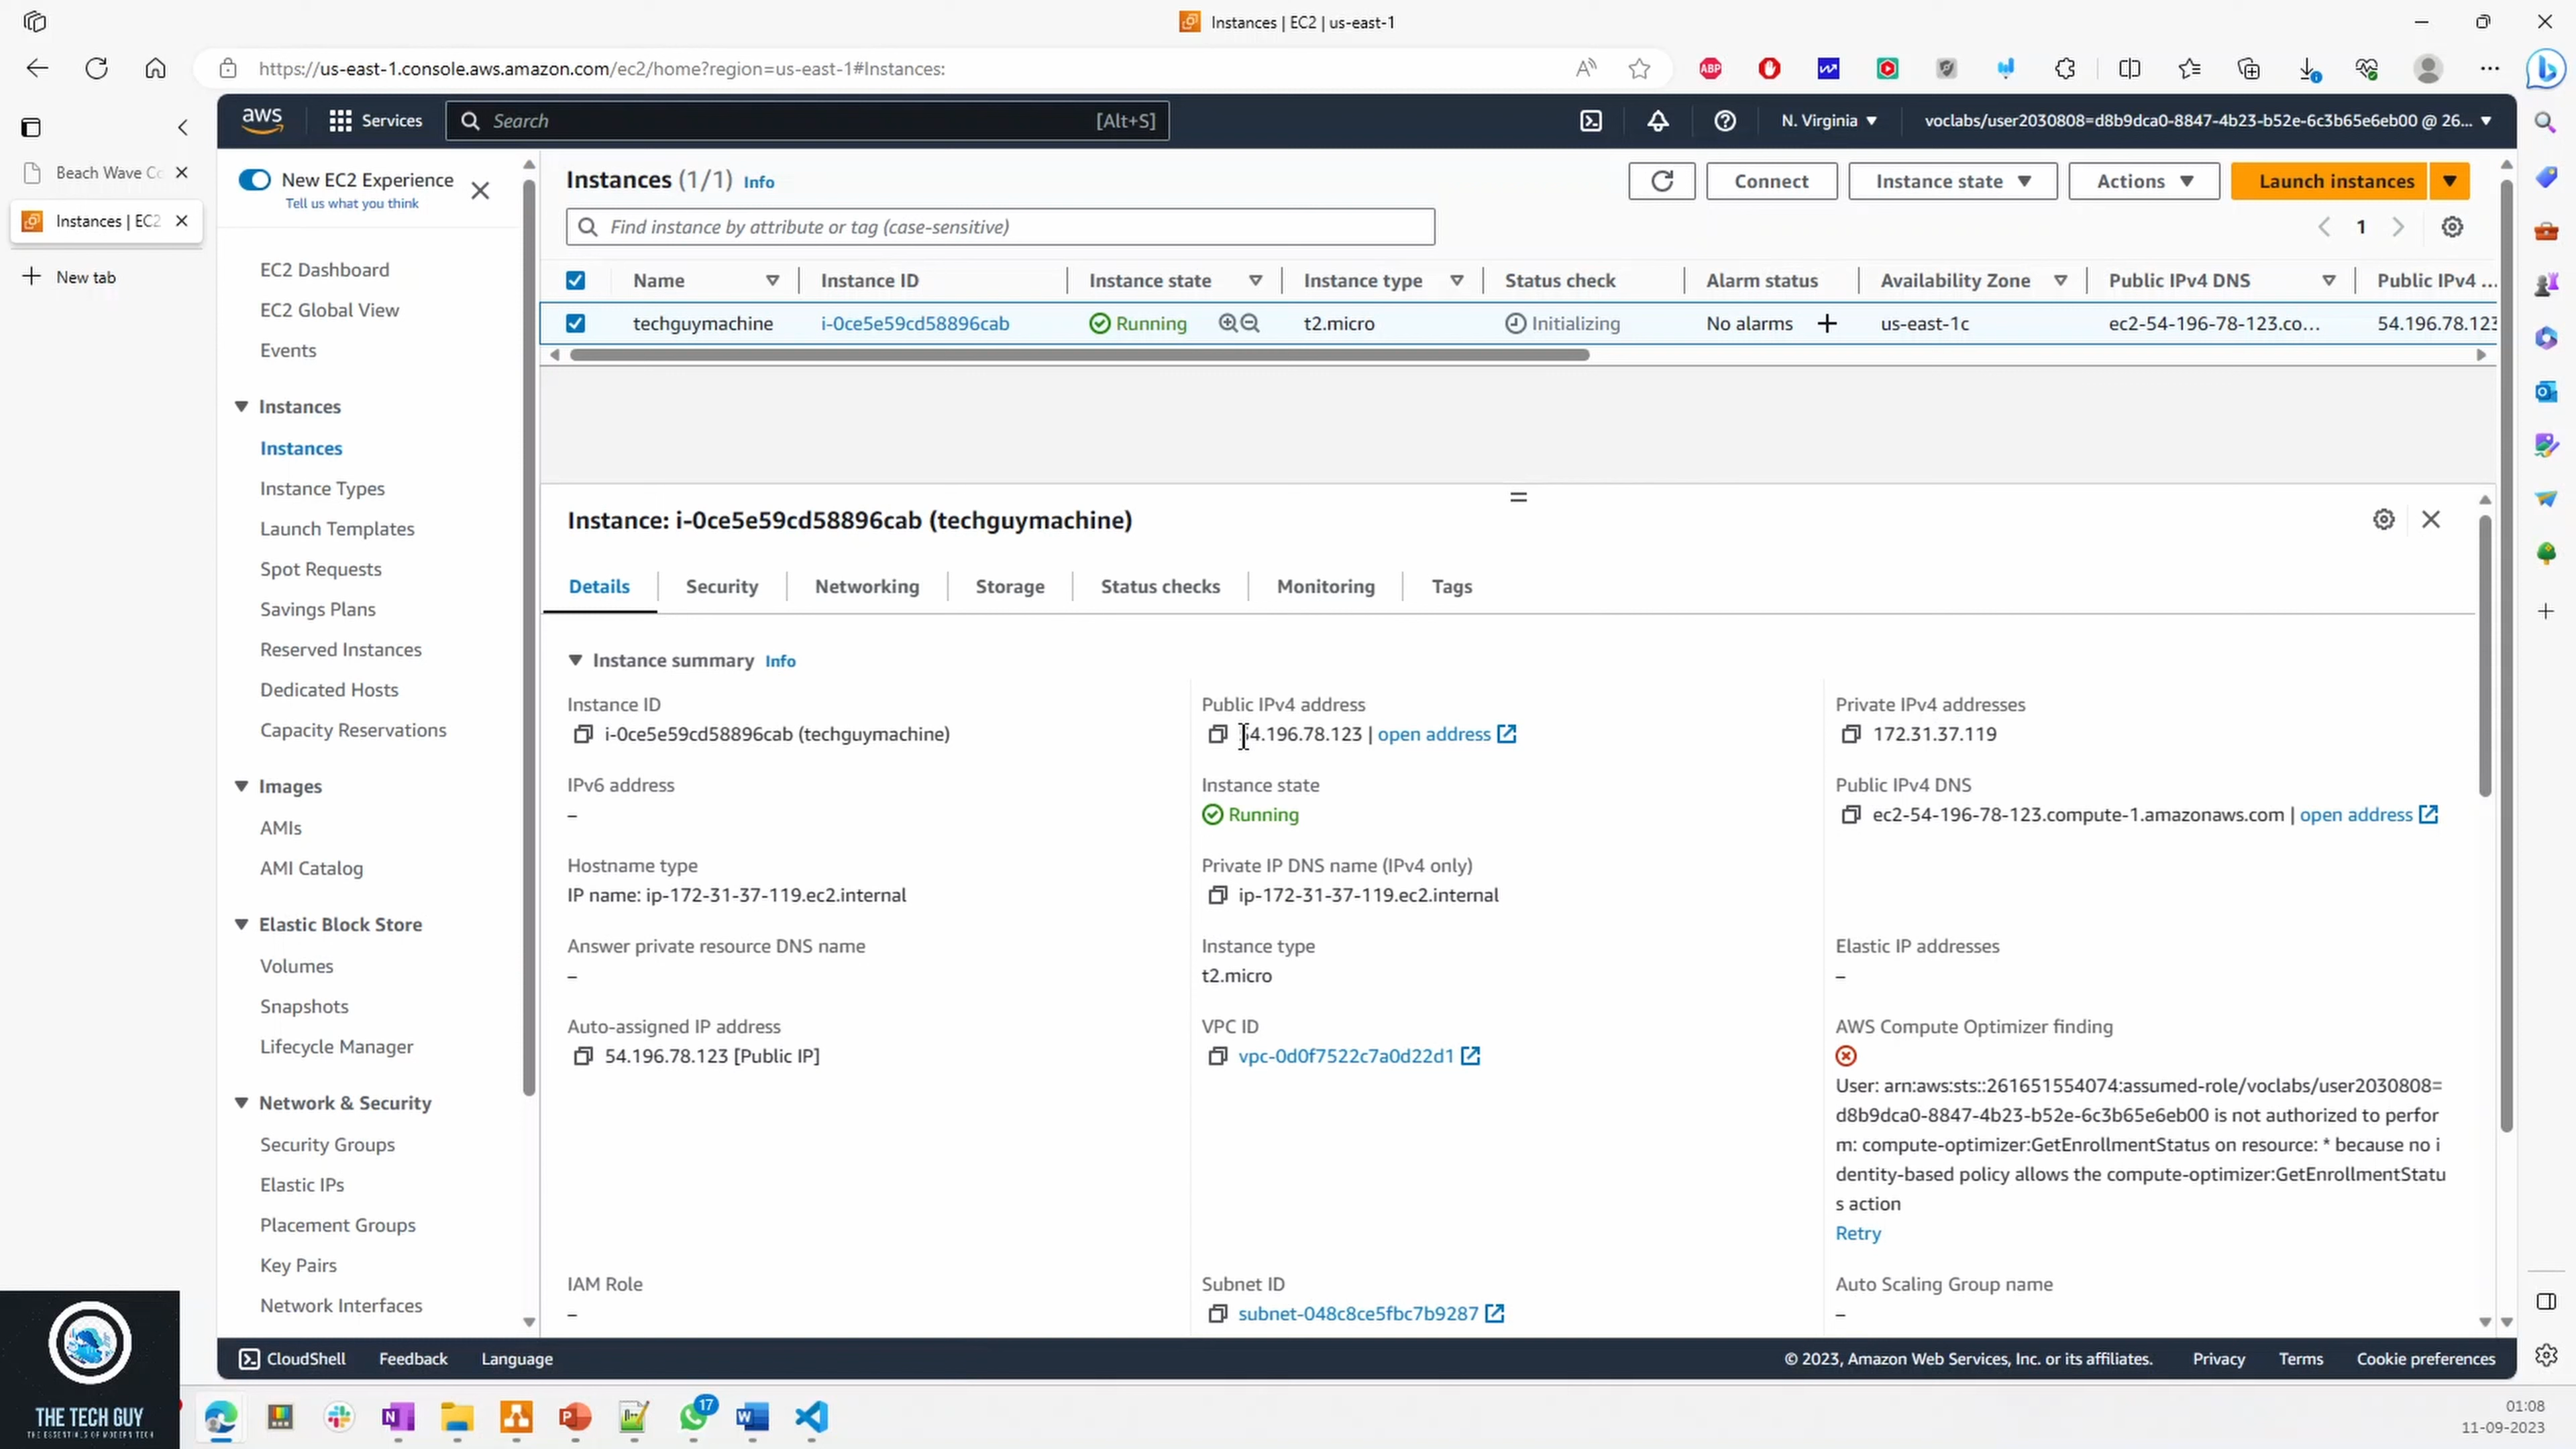 Instances | EC2 | us-east-1
https://us-east-1.console.aws.amazon.com/ec2/home?region=us-east-1#Instances:
ABP
Beach Wave Co
Instances | EC2
New tab
aws
Services
Search
[Alt+S]
N. Virginia
voclabs/user2030808=d8b9dca0-8847-4b23-b52e-6c3b65e6eb00 @ 26...
New EC2 Experience
Tell us what you think
EC2 Dashboard
EC2 Global View
Events
Instances
Instances
Instance Types
Launch Templates
Spot Requests
Savings Plans
Reserved Instances
Dedicated Hosts
Capacity Reservations
Images
AMIs
AMI Catalog
Elastic Block Store
Volumes
Snapshots
Lifecycle Manager
Network & Security
Security Groups
Elastic IPs
Placement Groups
Key Pairs
Network Interfaces
Instances (1/1) Info
Connect
Instance state
Actions
Launch instances
Find instance by attribute or tag (case-sensitive)
1
Name Instance ID Instance state Instance type Status check Alarm status Availability Zone Public IPv4 DNS Public IPv4 ...
techguymachine i-0ce5e59cd58896cab Running t2.micro Initializing No alarms + us-east-1c ec2-54-196-78-123.co... 54.196.78.123
Instance: i-0ce5e59cd58896cab (techguymachine)
Details Security Networking Storage Status checks Monitoring Tags
Instance summary Info
Instance ID
i-0ce5e59cd58896cab (techguymachine)
Public IPv4 address
54.196.78.123 | open address
Private IPv4 addresses
172.31.37.119
IPv6 address
–
Instance state
Running
Public IPv4 DNS
ec2-54-196-78-123.compute-1.amazonaws.com | open address
Hostname type
IP name: ip-172-31-37-119.ec2.internal
Private IP DNS name (IPv4 only)
ip-172-31-37-119.ec2.internal
Answer private resource DNS name
–
Instance type
t2.micro
Elastic IP addresses
–
Auto-assigned IP address
54.196.78.123 [Public IP]
VPC ID
vpc-0d0f7522c7a0d22d1
AWS Compute Optimizer finding
User: arn:aws:sts::261651554074:assumed-role/voclabs/user2030808=
d8b9dca0-8847-4b23-b52e-6c3b65e6eb00 is not authorized to perfor
m: compute-optimizer:GetEnrollmentStatus on resource: * because no i
dentity-based policy allows the compute-optimizer:GetEnrollmentStatu
s action
Retry
IAM Role
–
Subnet ID
subnet-048c8ce5fbc7b9287
Auto Scaling Group name
–
CloudShell
Feedback
Language
© 2023, Amazon Web Services, Inc. or its affiliates.
Privacy
Terms
Cookie preferences
THE TECH GUY
THE ESSENTIALS OF MODERN TECH
17
01:08
11-09-2023